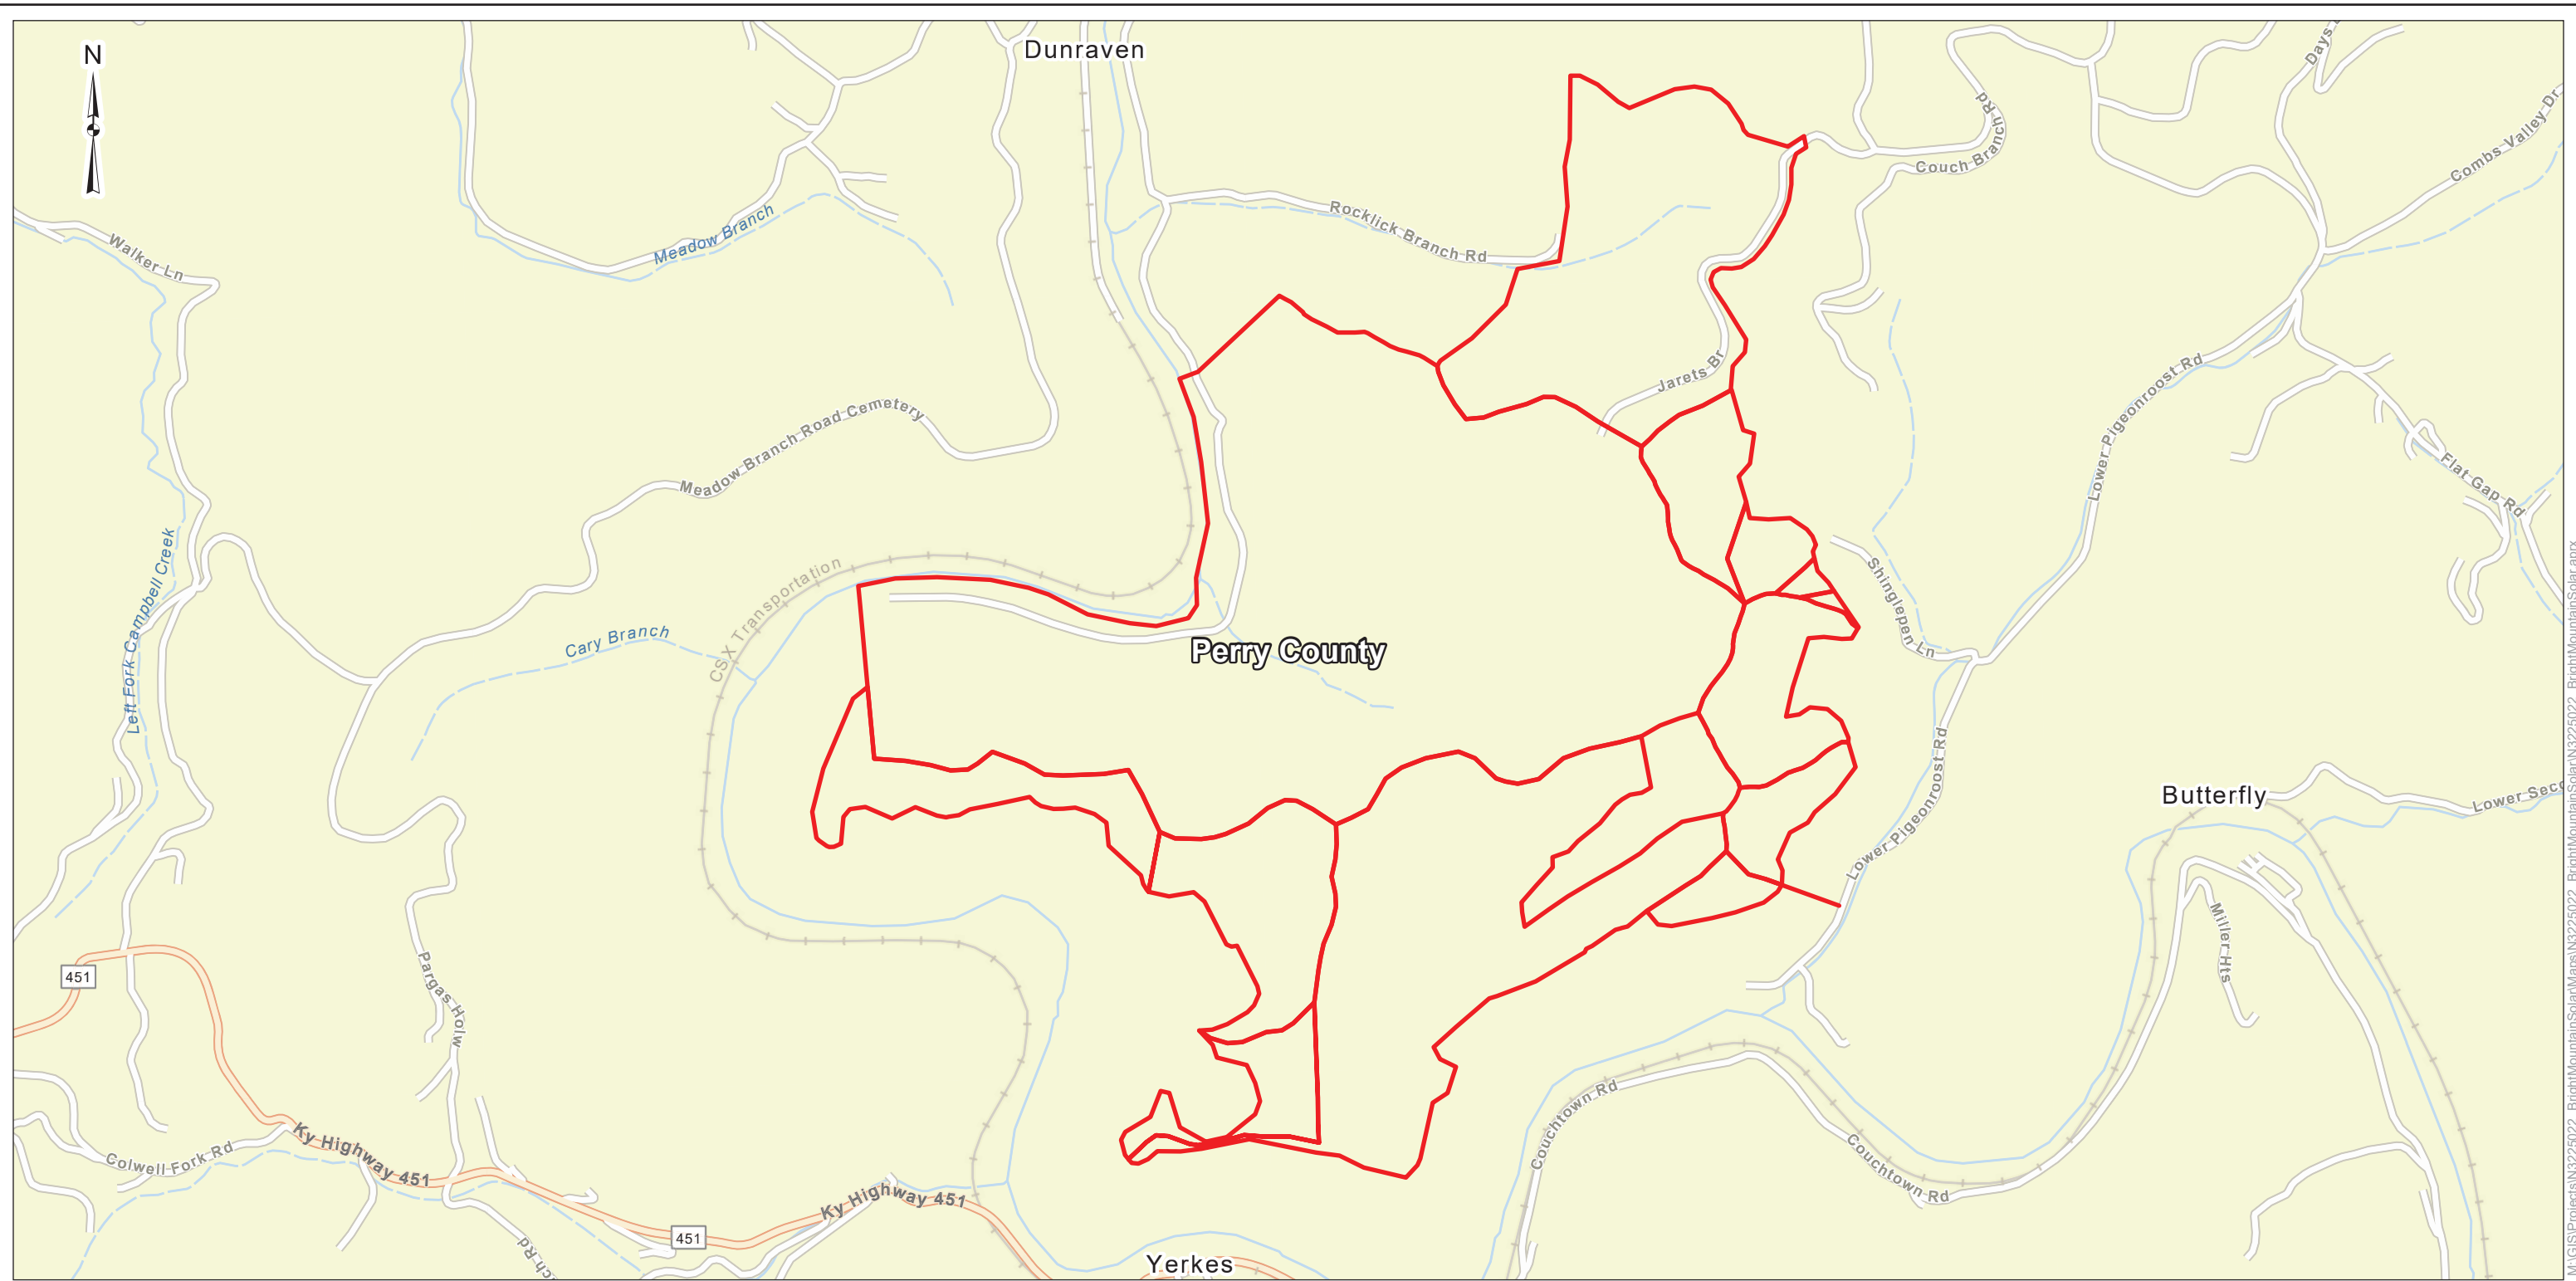 N
Dunraven
Days
Couch Branch Rd
Combs Valley Dr
Walker Ln
Meadow Branch
Rocklick Branch Rd
Jarets Br
Lower Pigeonroost Rd
Meadow Branch Road Cemetery
Flat Gap Rd
Left Fork Campbell Creek
CSX Transportation
Cary Branch
Shinglepen Ln
Perry County
Lower Pigeonroost Rd
Butterfly
Lower Seco
Miller Hts
451
Pargas Holw
Couchtown Rd
Ky Highway 451
Colwell Fork Rd
Couchtown Rd
Ky Highway 451
451
ch Rd
Yerkes